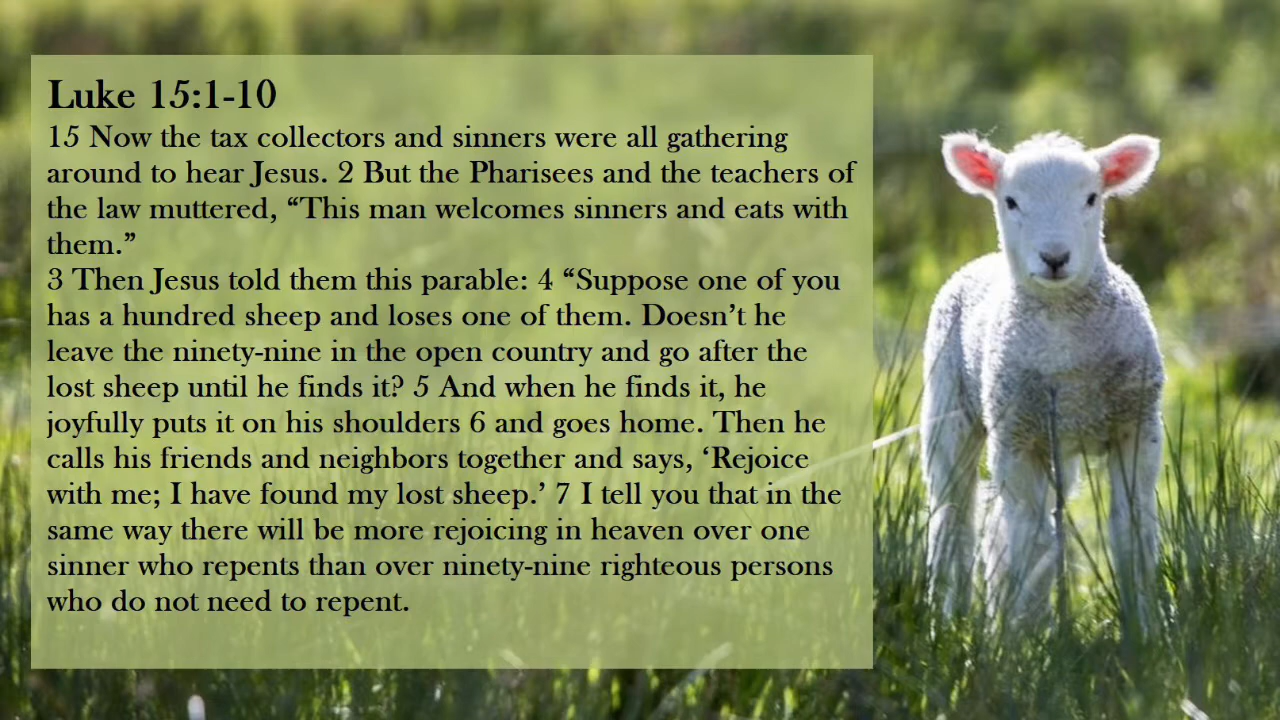 Luke 15:1-10
15 Now the tax collectors and sinners were all gathering
around to hear Jesus. 2 But the Pharisees and the teachers of
the law muttered, “This man welcomes sinners and eats with
them.”
3 Then Jesus told them this parable: 4 “Suppose one of you
has a hundred sheep and loses one of them. Doesn’t he
leave the ninety-nine in the open country and go after the
lost sheep until he finds it? 5 And when he finds it, he
joyfully puts it on his shoulders 6 and goes home. Then he
calls his friends and neighbors together and says, ‘Rejoice
with me; I have found my lost sheep.’ 7 I tell you that in the
same way there will be more rejoicing in heaven over one
sinner who repents than over ninety-nine righteous persons
who do not need to repent.